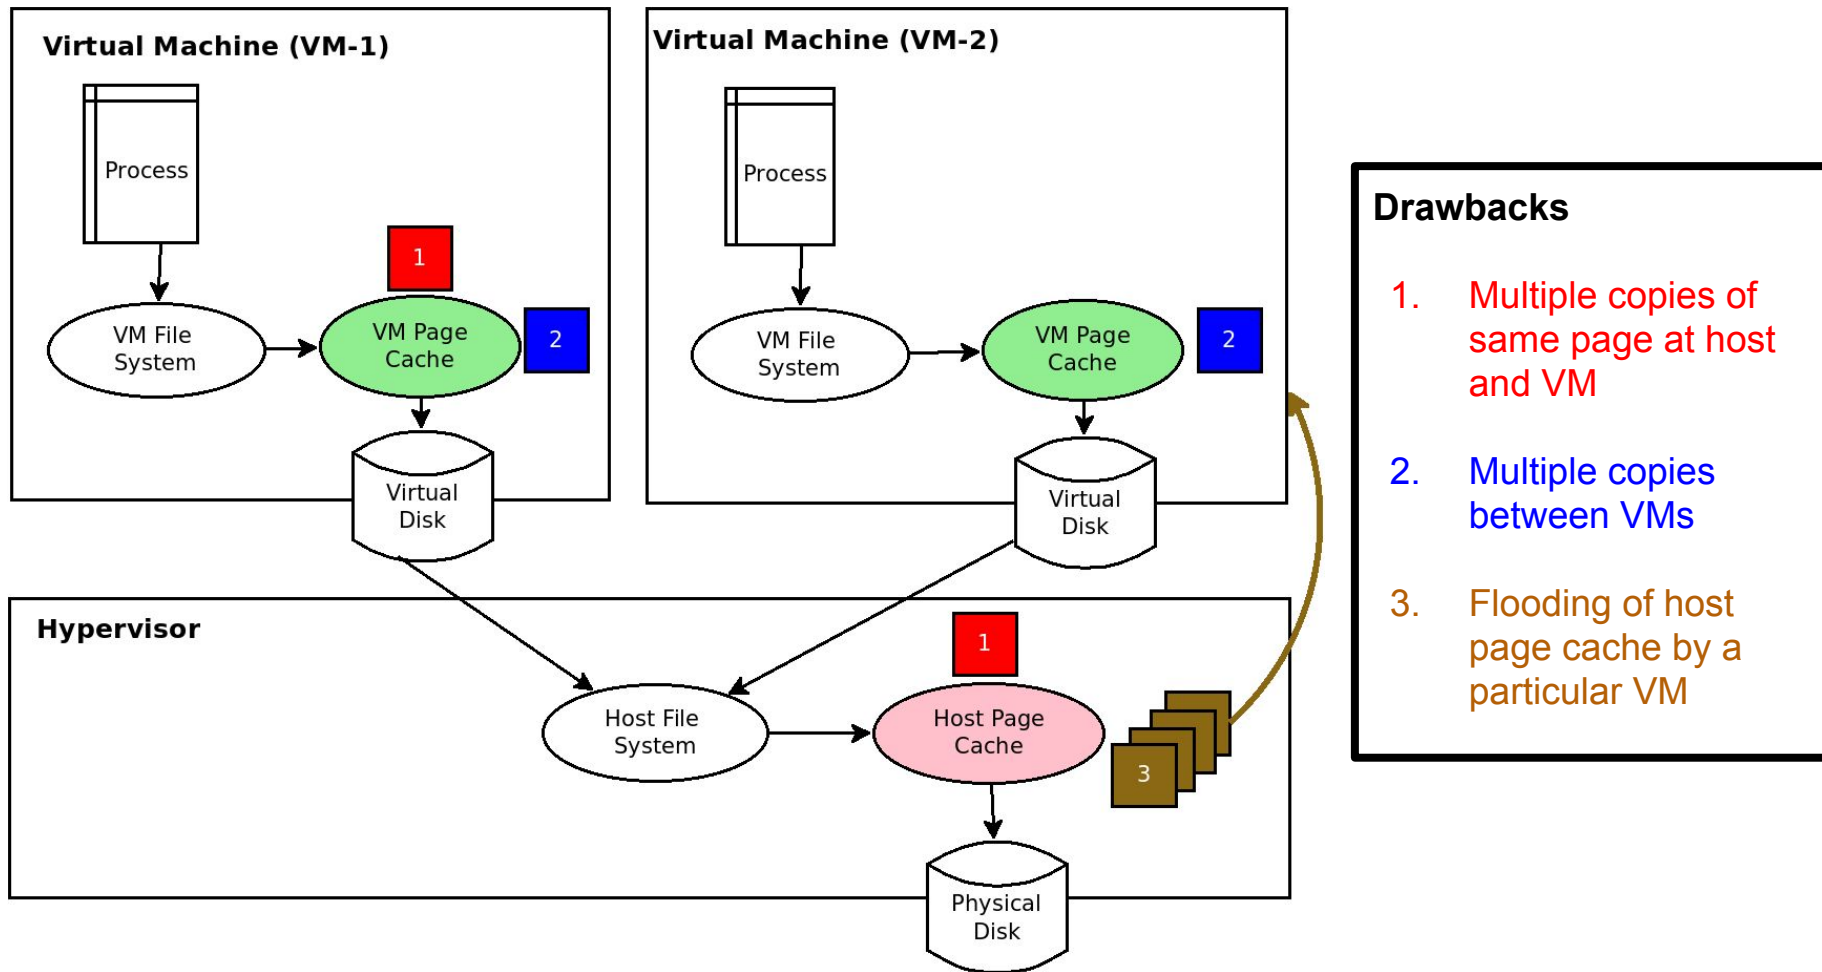 Virtual Machine (VM-1)
Process
1
VM File
System
VM Page
Cache
2
Virtual
Disk
Virtual Machine (VM-2)
Process
VM File
System
VM Page
Cache
2
Virtual
Disk
Hypervisor
Host File
System
1
Host Page
Cache
3
Physical
Disk
Drawbacks
1. Multiple copies of
same page at host
and VM
2. Multiple copies
between VMs
3. Flooding of host
page cache by a
particular VM